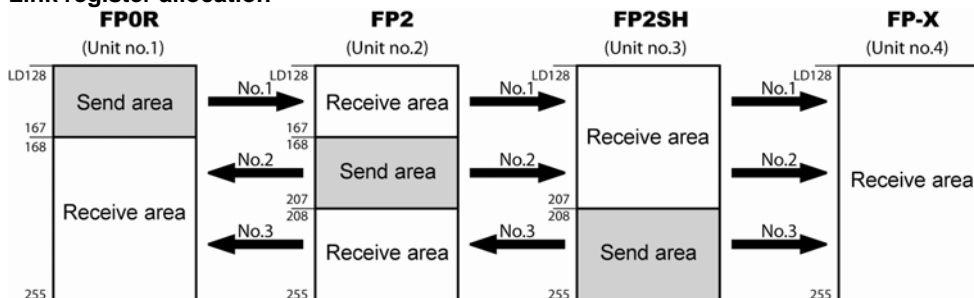 Link register allocation
FP0R FP2 FP2SH FP-X
(Unit no.1) (Unit no.2) (Unit no.3) (Unit no.4)
LD128 LD128 LD128 LD128
Send area No.1 Receive area No.1 No.1
167 167
168 168
Receive area
No.2 Send area No.2 No.2 Receive area
Receive area
207 207
208 208
No.3 Receive area No.3 Send area No.3
255 255 255 255